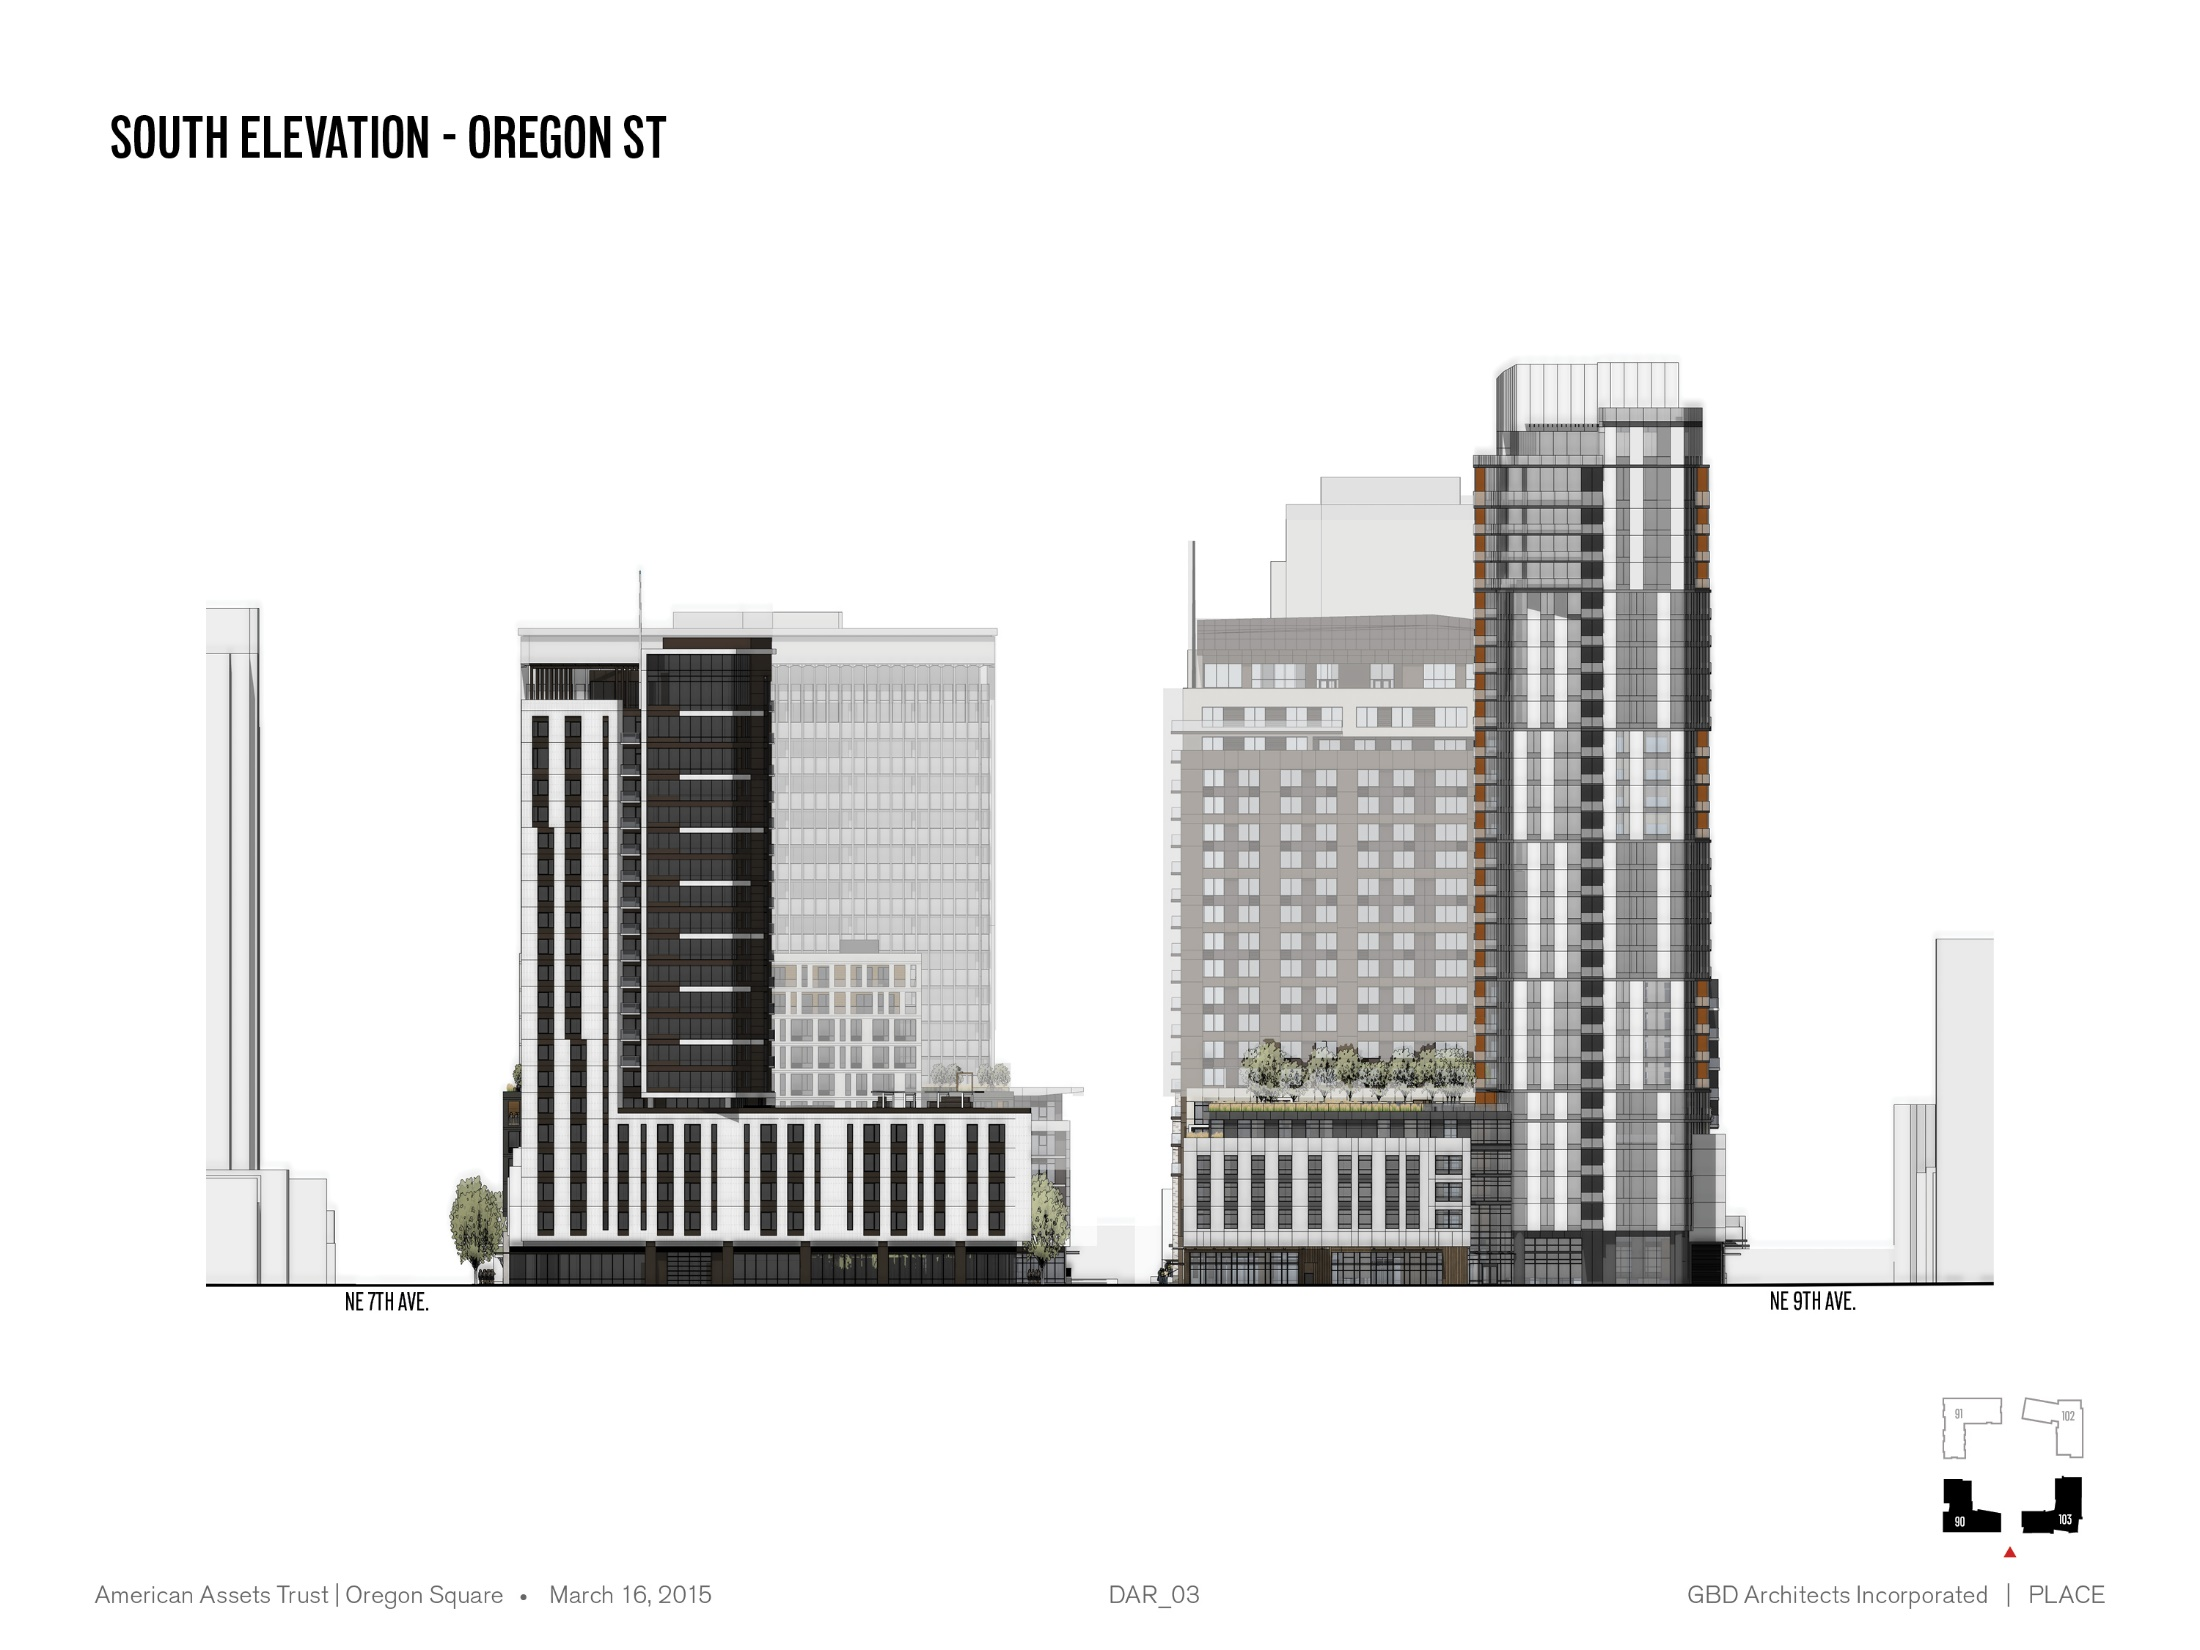 SOUTH ELEVATION - OREGON ST
NE 7TH AVE.
NE 9TH AVE.
91
102
90
103
American Assets Trust | Oregon Square • March 16, 2015
DAR_03
GBD Architects Incorporated | PLACE